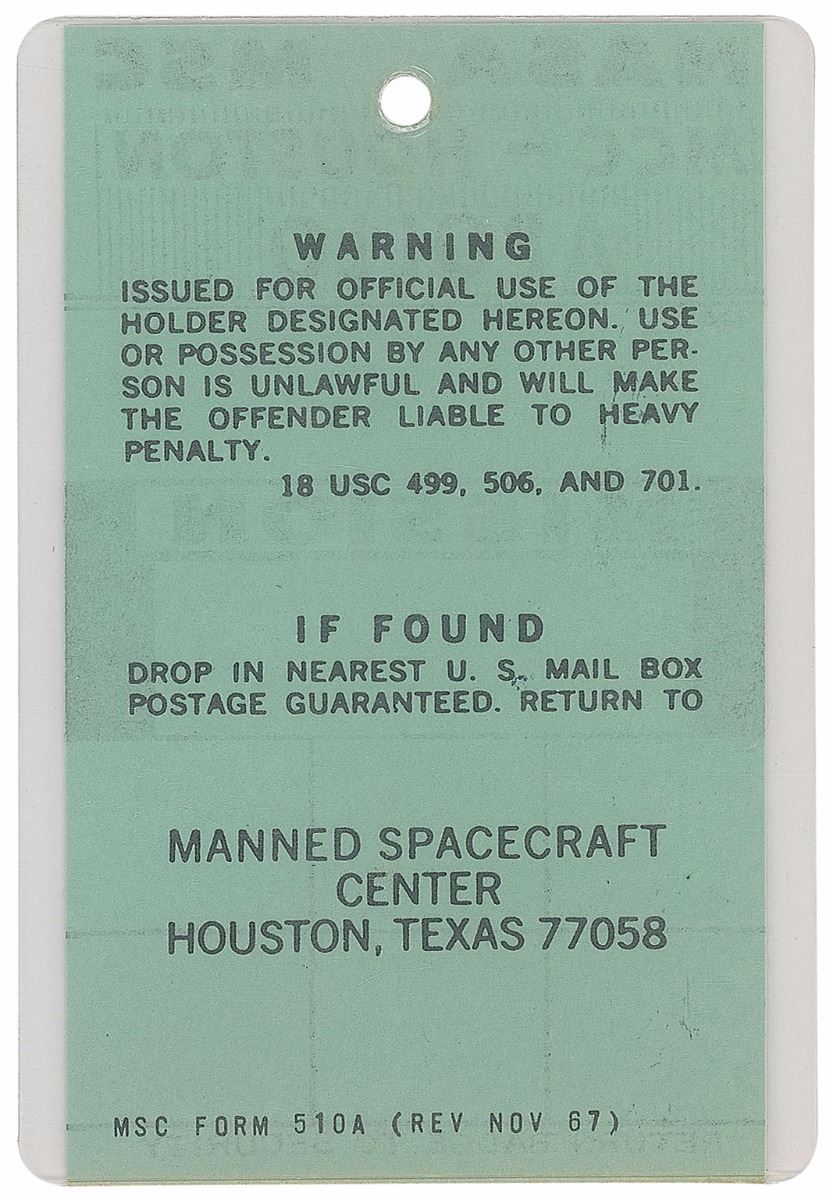 WARNING
ISSUED FOR OFFICIAL USE OF THE
HOLDER DESIGNATED HEREON. USE
OR POSSESSION BY ANY OTHER PER-
SON IS UNLAWFUL AND WILL MAKE
THE OFFENDER LIABLE TO HEAVY
PENALTY.
18 USC 499, 506, AND 701.
IF FOUND
DROP IN NEAREST U. S. MAIL BOX
POSTAGE GUARANTEED. RETURN TO
MANNED SPACECRAFT
CENTER
HOUSTON, TEXAS 77058
MSC FORM 510A (REV NOV 67)